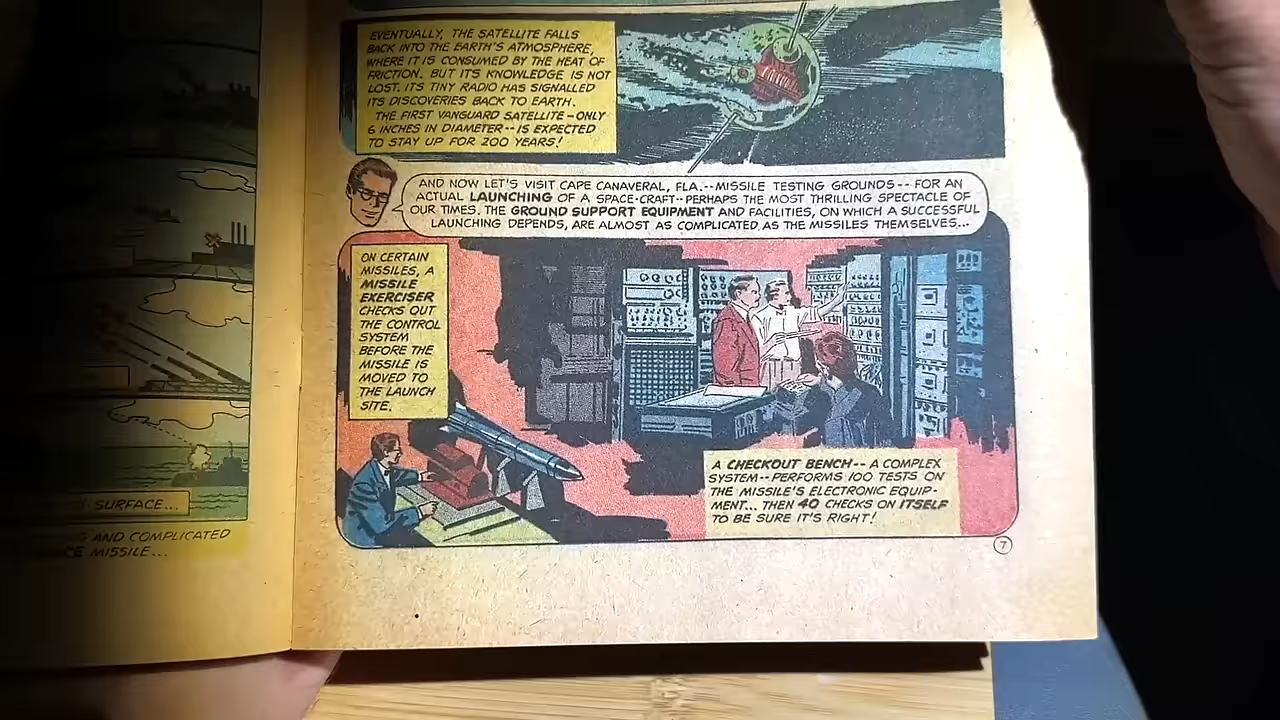 SURFACE...
AND COMPLICATED
MISSILE...
EVENTUALLY, THE SATELLITE FALLS
BACK INTO THE EARTH'S ATMOSPHERE,
WHERE IT IS CONSUMED BY THE HEAT OF
FRICTION. BUT ITS KNOWLEDGE IS NOT
LOST. ITS TINY RADIO HAS SIGNALLED
ITS DISCOVERIES BACK TO EARTH.
THE FIRST VANGUARD SATELLITE--ONLY
6 INCHES IN DIAMETER--IS EXPECTED
TO STAY UP FOR 200 YEARS!
AND NOW LET'S VISIT CAPE CANAVERAL, FLA.--MISSILE TESTING GROUNDS--FOR AN
ACTUAL LAUNCHING OF A SPACE-CRAFT--PERHAPS THE MOST THRILLING SPECTACLE OF
OUR TIMES. THE GROUND SUPPORT EQUIPMENT AND FACILITIES, ON WHICH A SUCCESSFUL
LAUNCHING DEPENDS, ARE ALMOST AS COMPLICATED AS THE MISSILES THEMSELVES...
ON CERTAIN
MISSILES, A
MISSILE
EXERCISER
CHECKS OUT
THE CONTROL
SYSTEM
BEFORE THE
MISSILE IS
MOVED TO
THE LAUNCH
SITE.
A CHECKOUT BENCH--A COMPLEX
SYSTEM--PERFORMS 100 TESTS ON
THE MISSILE'S ELECTRONIC EQUIP-
MENT... THEN 40 CHECKS ON ITSELF
TO BE SURE IT'S RIGHT!
7